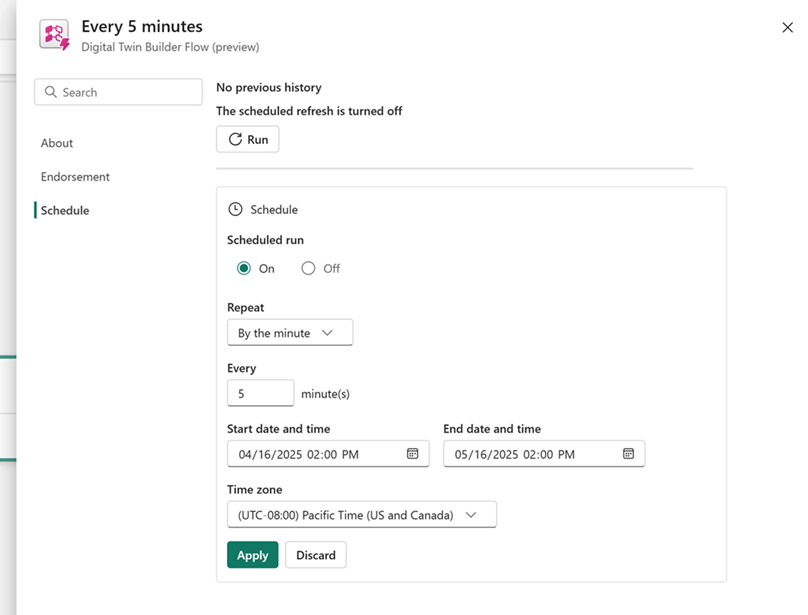 Every 5 minutes
Digital Twin Builder Flow (preview)
Search
About
Endorsement
Schedule
No previous history
The scheduled refresh is turned off
Run
Schedule
Scheduled run
On Off
Repeat
By the minute
Every
5 minute(s)
Start date and time End date and time
04/16/2025 02:00 PM 05/16/2025 02:00 PM
Time zone
(UTC-08:00) Pacific Time (US and Canada)
Apply Discard